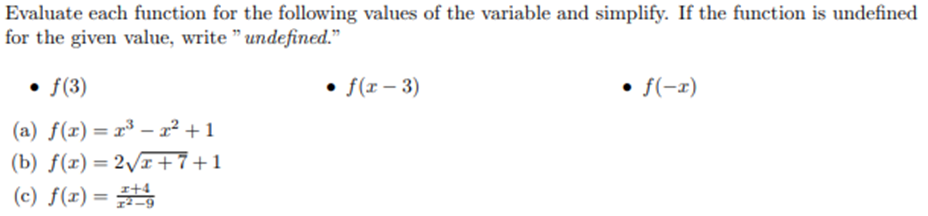 Evaluate each function for the following values of the variable and simplify. If the function is undefined
for the given value, write "undefined."
• f(3) • f(x − 3) • f(−x)
(a) f(x) = x³ − x² + 1
(b) f(x) = 2√(x + 7) + 1
(c) f(x) = (x+4)/(x²−9)